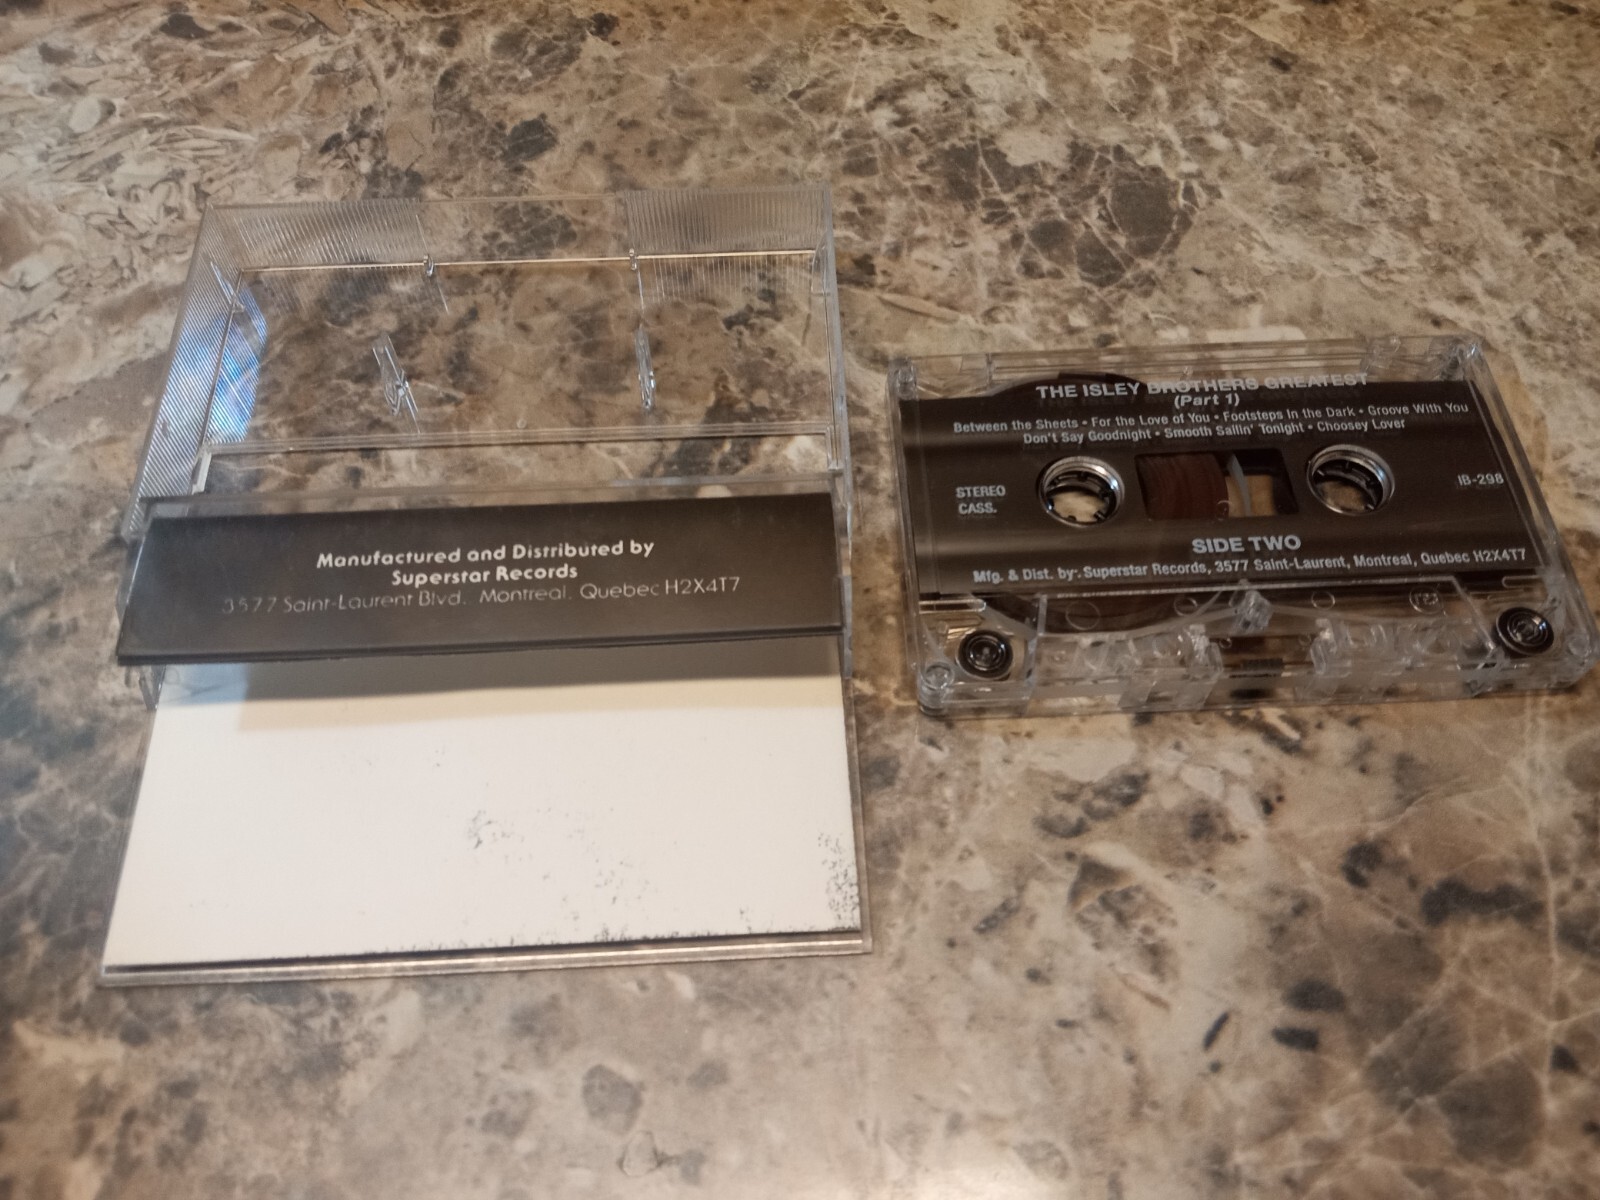 Manufactured and Distributed by
Superstar Records
3577 Saint-Laurent Blvd. Montreal. Quebec H2X4T7
THE ISLEY BROTHERS GREATEST
(Part 1)
Between the Sheets • For the Love of You • Footsteps In the Dark • Groove With You
Don't Say Goodnight • Smooth Sailin' Tonight • Choosey Lover
STEREO
CASS.
IB-298
SIDE TWO
Mfg. & Dist. by: Superstar Records, 3577 Saint-Laurent, Montreal, Quebec H2X4T7